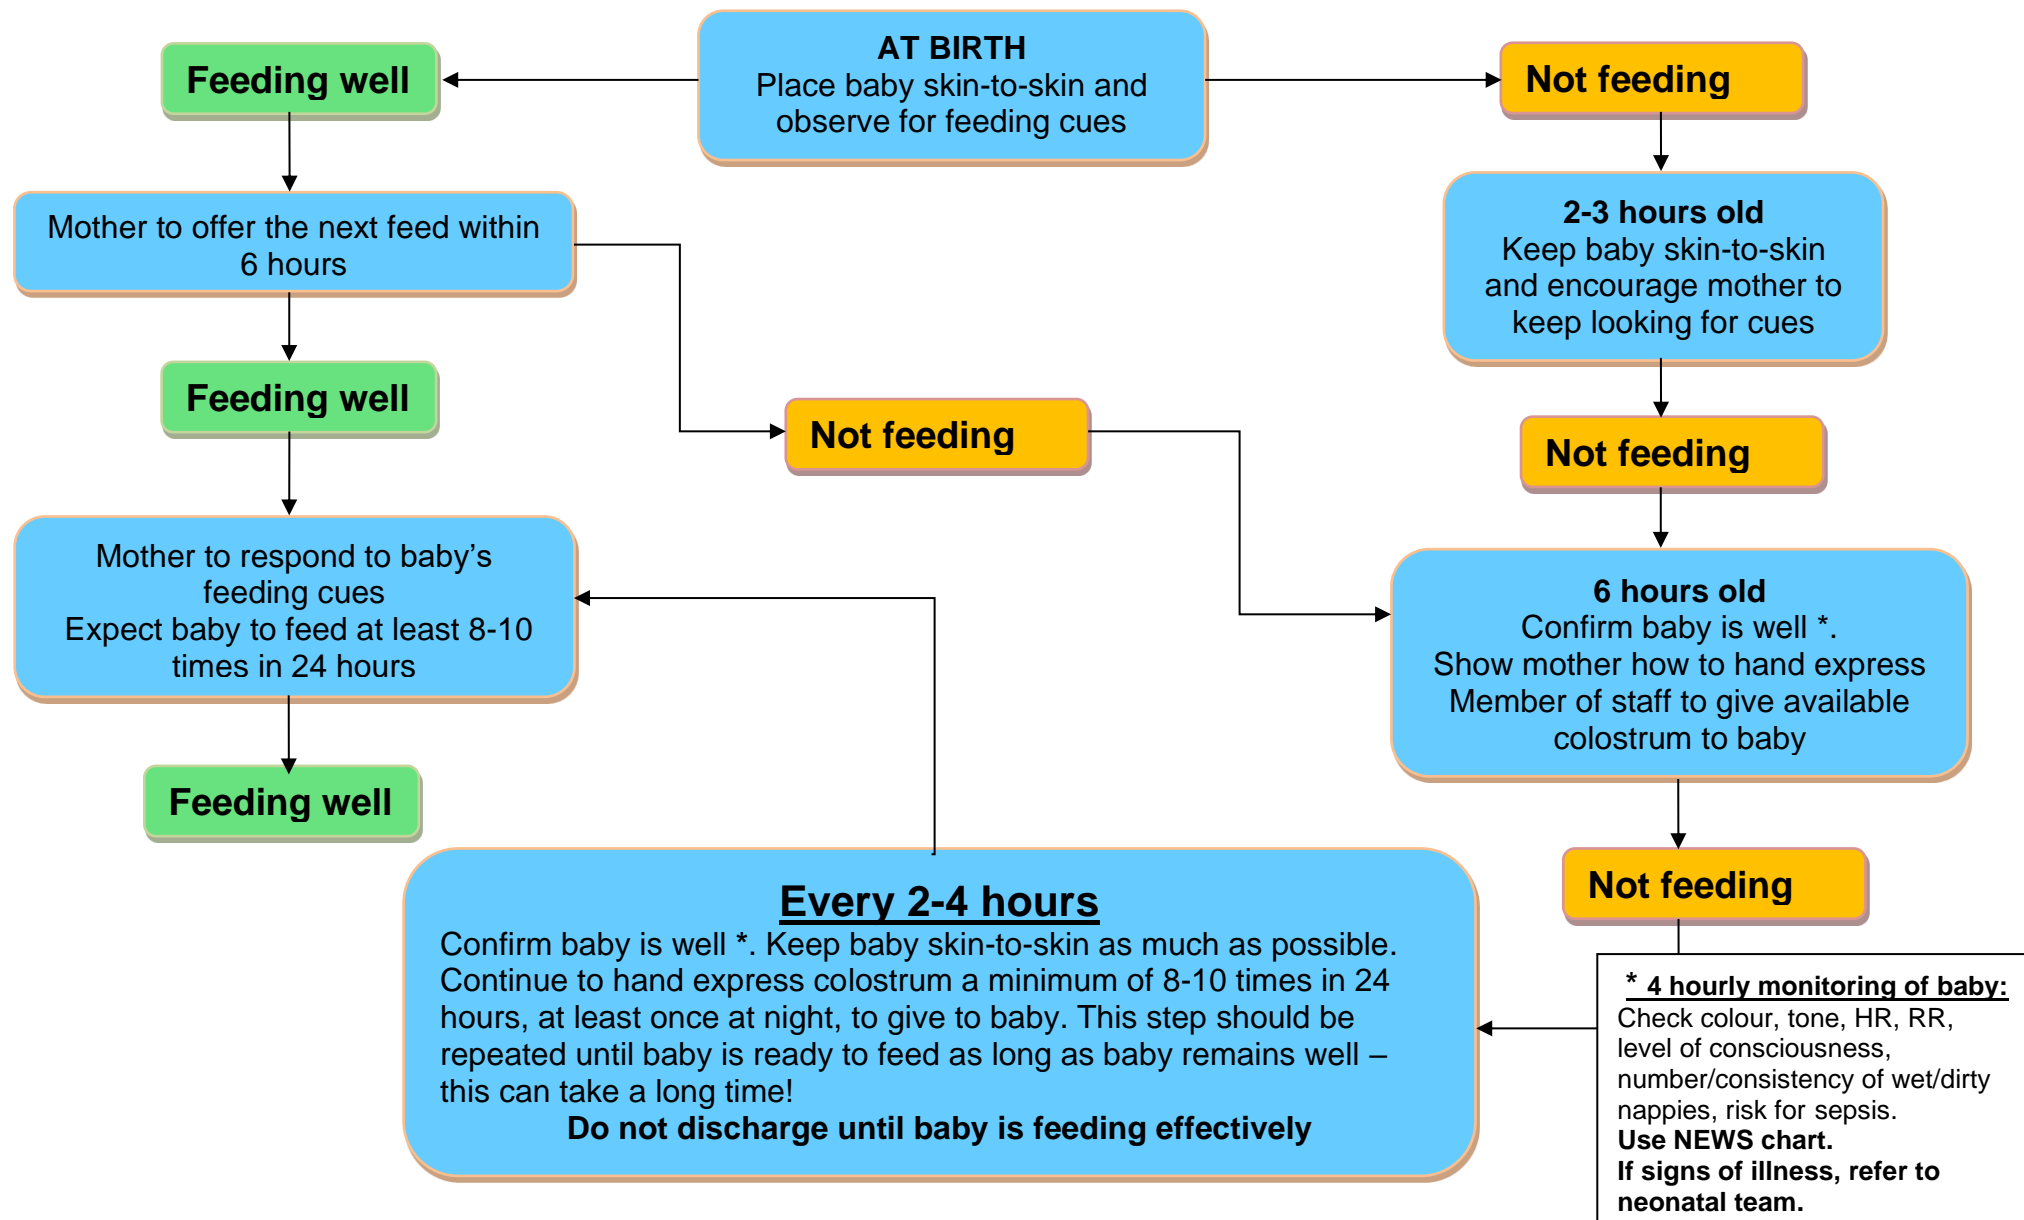 AT BIRTH
Place baby skin-to-skin and
observe for feeding cues
Feeding well
Not feeding
Mother to offer the next feed within
6 hours
2-3 hours old
Keep baby skin-to-skin
and encourage mother to
keep looking for cues
Feeding well
Not feeding
Not feeding
Mother to respond to baby’s
feeding cues
Expect baby to feed at least 8-10
times in 24 hours
6 hours old
Confirm baby is well *.
Show mother how to hand express
Member of staff to give available
colostrum to baby
Feeding well
Not feeding
Every 2-4 hours
Confirm baby is well *. Keep baby skin-to-skin as much as possible.
Continue to hand express colostrum a minimum of 8-10 times in 24
hours, at least once at night, to give to baby. This step should be
repeated until baby is ready to feed as long as baby remains well –
this can take a long time!
Do not discharge until baby is feeding effectively
* 4 hourly monitoring of baby:
Check colour, tone, HR, RR,
level of consciousness,
number/consistency of wet/dirty
nappies, risk for sepsis.
Use NEWS chart.
If signs of illness, refer to
neonatal team.